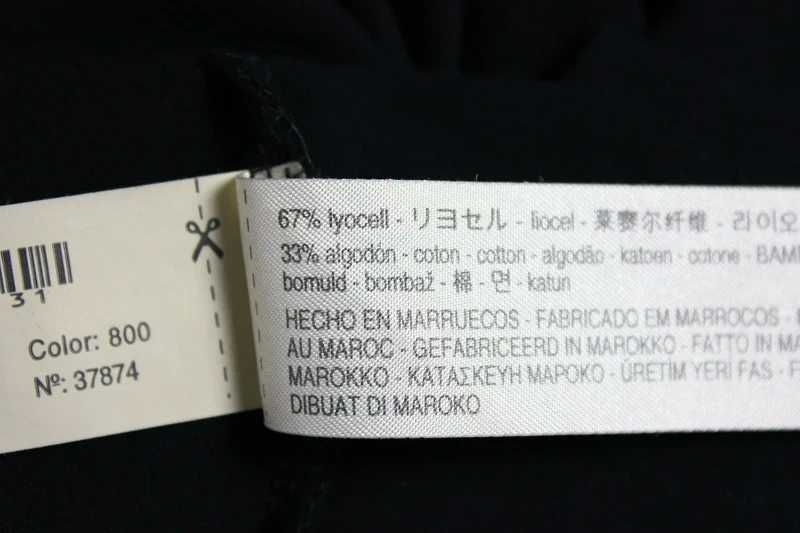 31
Color: 800
Nº: 37874
67% lyocell - リヨセル - liocel - 莱赛尔纤维 - 라이오
33% algodón - coton - cotton - algodão - katoen - cotone - BAM
bomuld - bombaž - 棉 - 면 - katun
HECHO EN MARRUECOS - FABRICADO EM MARROCOS -
AU MAROC - GEFABRICEERD IN MAROKKO - FATTO IN MA
MAROKKO - ΚΑΤΑΣΚΕΥΗ ΜΑΡΟΚΟ - ÜRETİM YERİ FAS - F
DIBUAT DI MAROKO